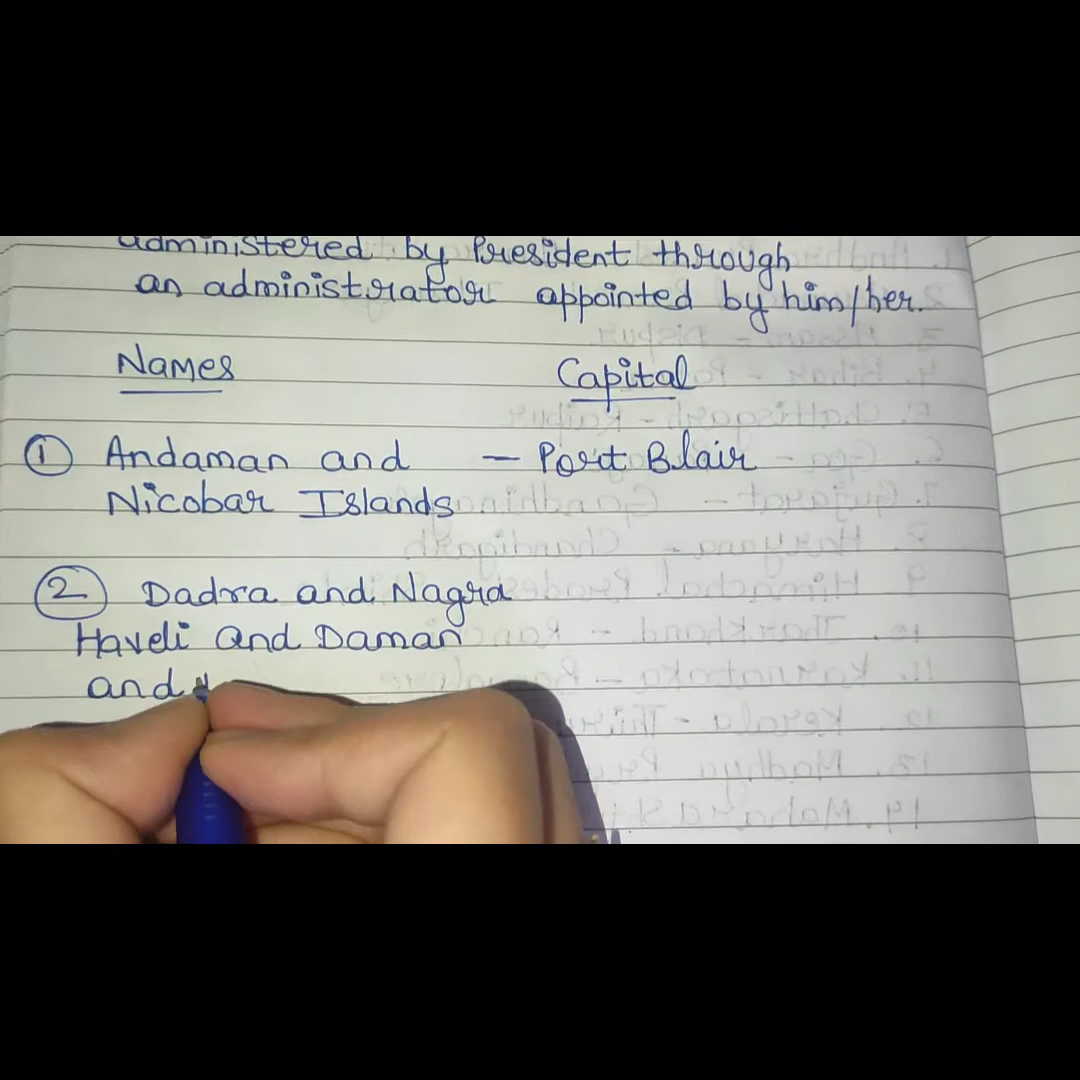 administered by President through
an administrator appointed by him/her.
Names Capital
① Andaman and - Port Blair
Nicobar Islands
② Dadra and Nagra
Haveli and Daman
and